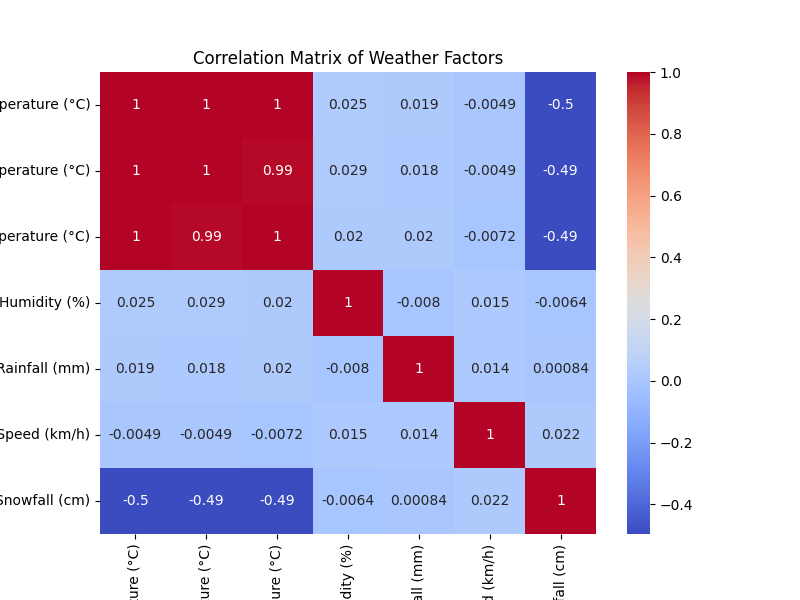 Correlation Matrix of Weather Factors
perature (°C) 1 1 1 0.025 0.019 -0.0049 -0.5
perature (°C) 1 1 0.99 0.029 0.018 -0.0049 -0.49
perature (°C) 1 0.99 1 0.02 0.02 -0.0072 -0.49
Humidity (%) 0.025 0.029 0.02 1 -0.008 0.015 -0.0064
Rainfall (mm) 0.019 0.018 0.02 -0.008 1 0.014 0.00084
Speed (km/h) -0.0049 -0.0049 -0.0072 0.015 0.014 1 0.022
Snowfall (cm) -0.5 -0.49 -0.49 -0.0064 0.00084 0.022 1
ture (°C)
ture (°C)
ture (°C)
dity (%)
all (mm)
d (km/h)
fall (cm)
1.0
0.8
0.6
0.4
0.2
0.0
−0.2
−0.4